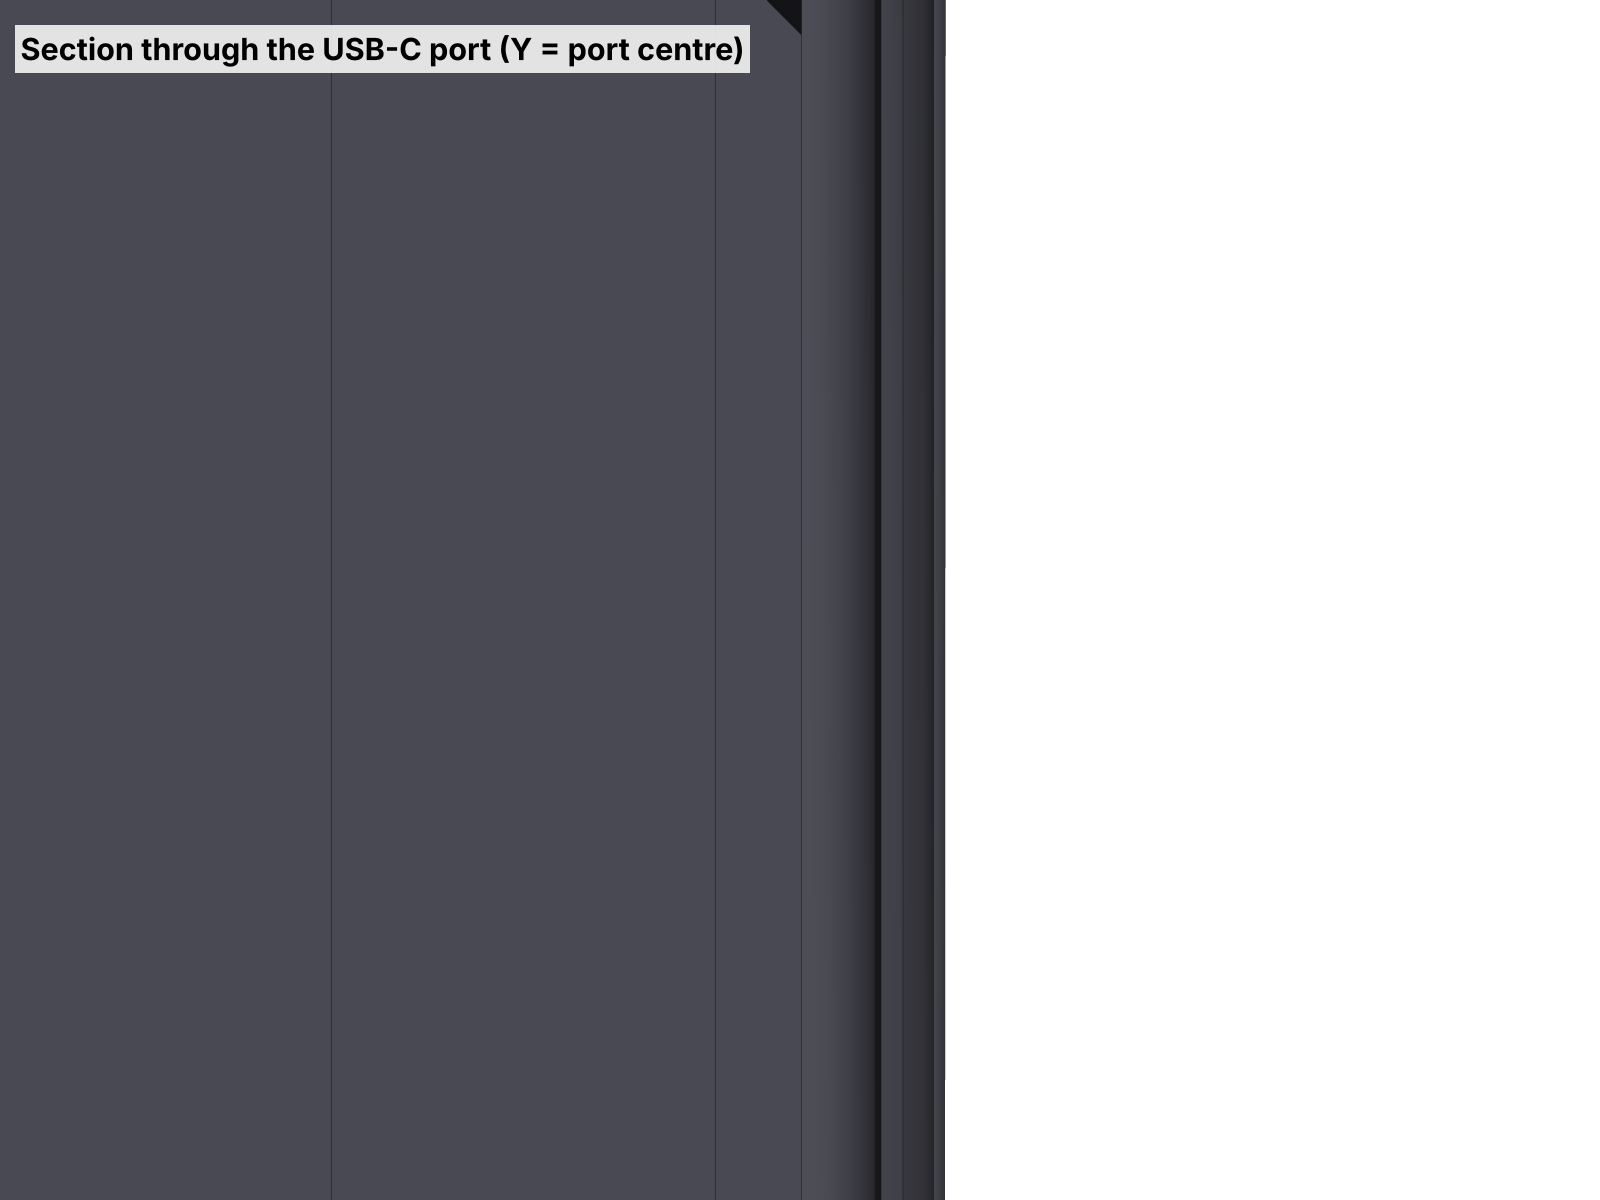 Section through the USB-C port (Y = port centre)